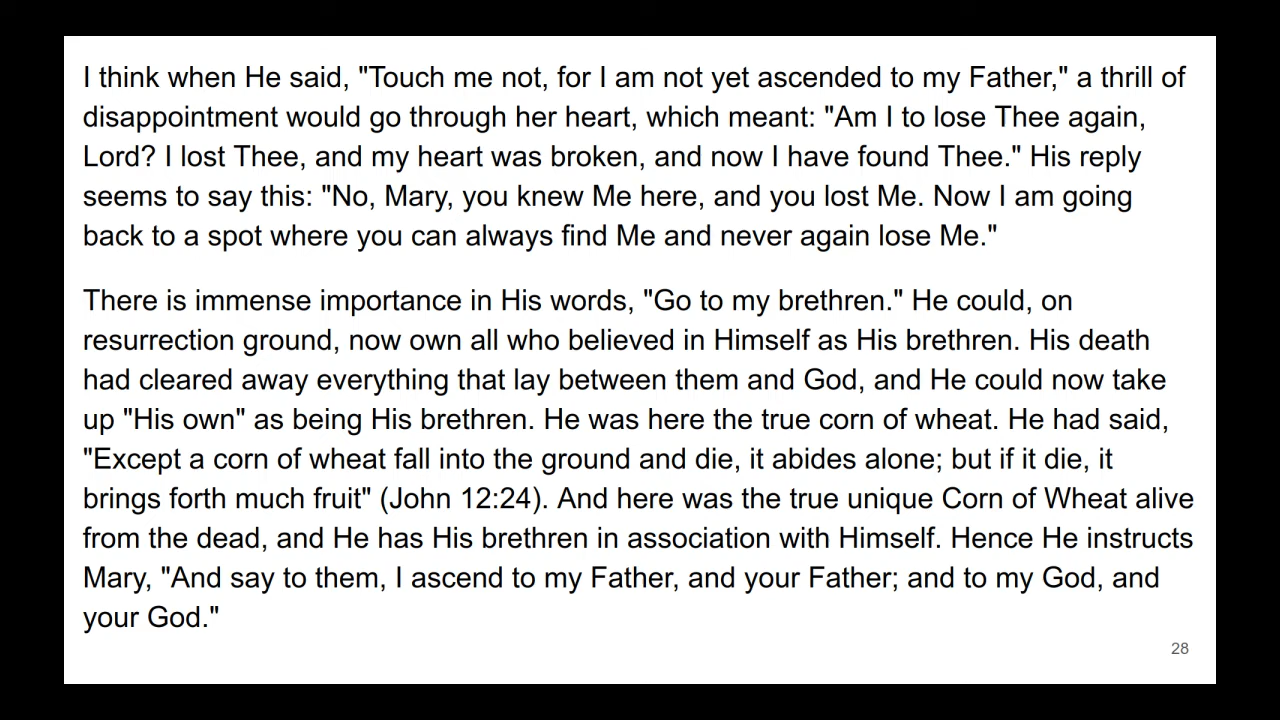 I think when He said, "Touch me not, for I am not yet ascended to my Father," a thrill of
disappointment would go through her heart, which meant: "Am I to lose Thee again,
Lord? I lost Thee, and my heart was broken, and now I have found Thee." His reply
seems to say this: "No, Mary, you knew Me here, and you lost Me. Now I am going
back to a spot where you can always find Me and never again lose Me."
There is immense importance in His words, "Go to my brethren." He could, on
resurrection ground, now own all who believed in Himself as His brethren. His death
had cleared away everything that lay between them and God, and He could now take
up "His own" as being His brethren. He was here the true corn of wheat. He had said,
"Except a corn of wheat fall into the ground and die, it abides alone; but if it die, it
brings forth much fruit" (John 12:24). And here was the true unique Corn of Wheat alive
from the dead, and He has His brethren in association with Himself. Hence He instructs
Mary, "And say to them, I ascend to my Father, and your Father; and to my God, and
your God."
28